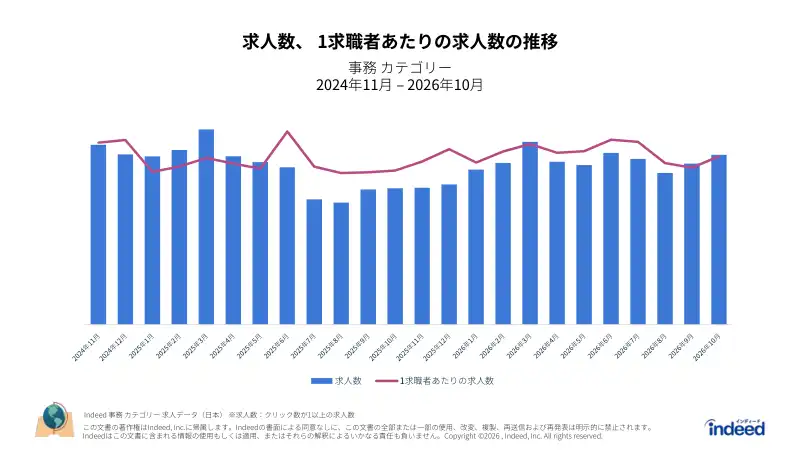 求人数、 1求職者あたりの求人数の推移
事務 カテゴリー
2024年11月 – 2026年10月
2024年11月
2024年12月
2025年1月
2025年2月
2025年3月
2025年4月
2025年5月
2025年6月
2025年7月
2025年8月
2025年9月
2025年10月
2025年11月
2025年12月
2026年1月
2026年2月
2026年3月
2026年4月
2026年5月
2026年6月
2026年7月
2026年8月
2026年9月
2026年10月
求人数 1求職者あたりの求人数
Indeed 事務 カテゴリー 求人データ（日本） ※求人数：クリック数が1以上の求人数
この文書の著作権はIndeed, Inc.に帰属します。Indeedの書面による同意なしに、この文書の全部または一部の使用、改変、複製、再送信および再発表は明示的に禁止されます。
Indeedはこの文書に含まれる情報の使用もしくは適用、またはそれらの解釈によるいかなる責任も負いません。Copyright ©2026 , Indeed, Inc. All rights reserved.
インディード
indeed